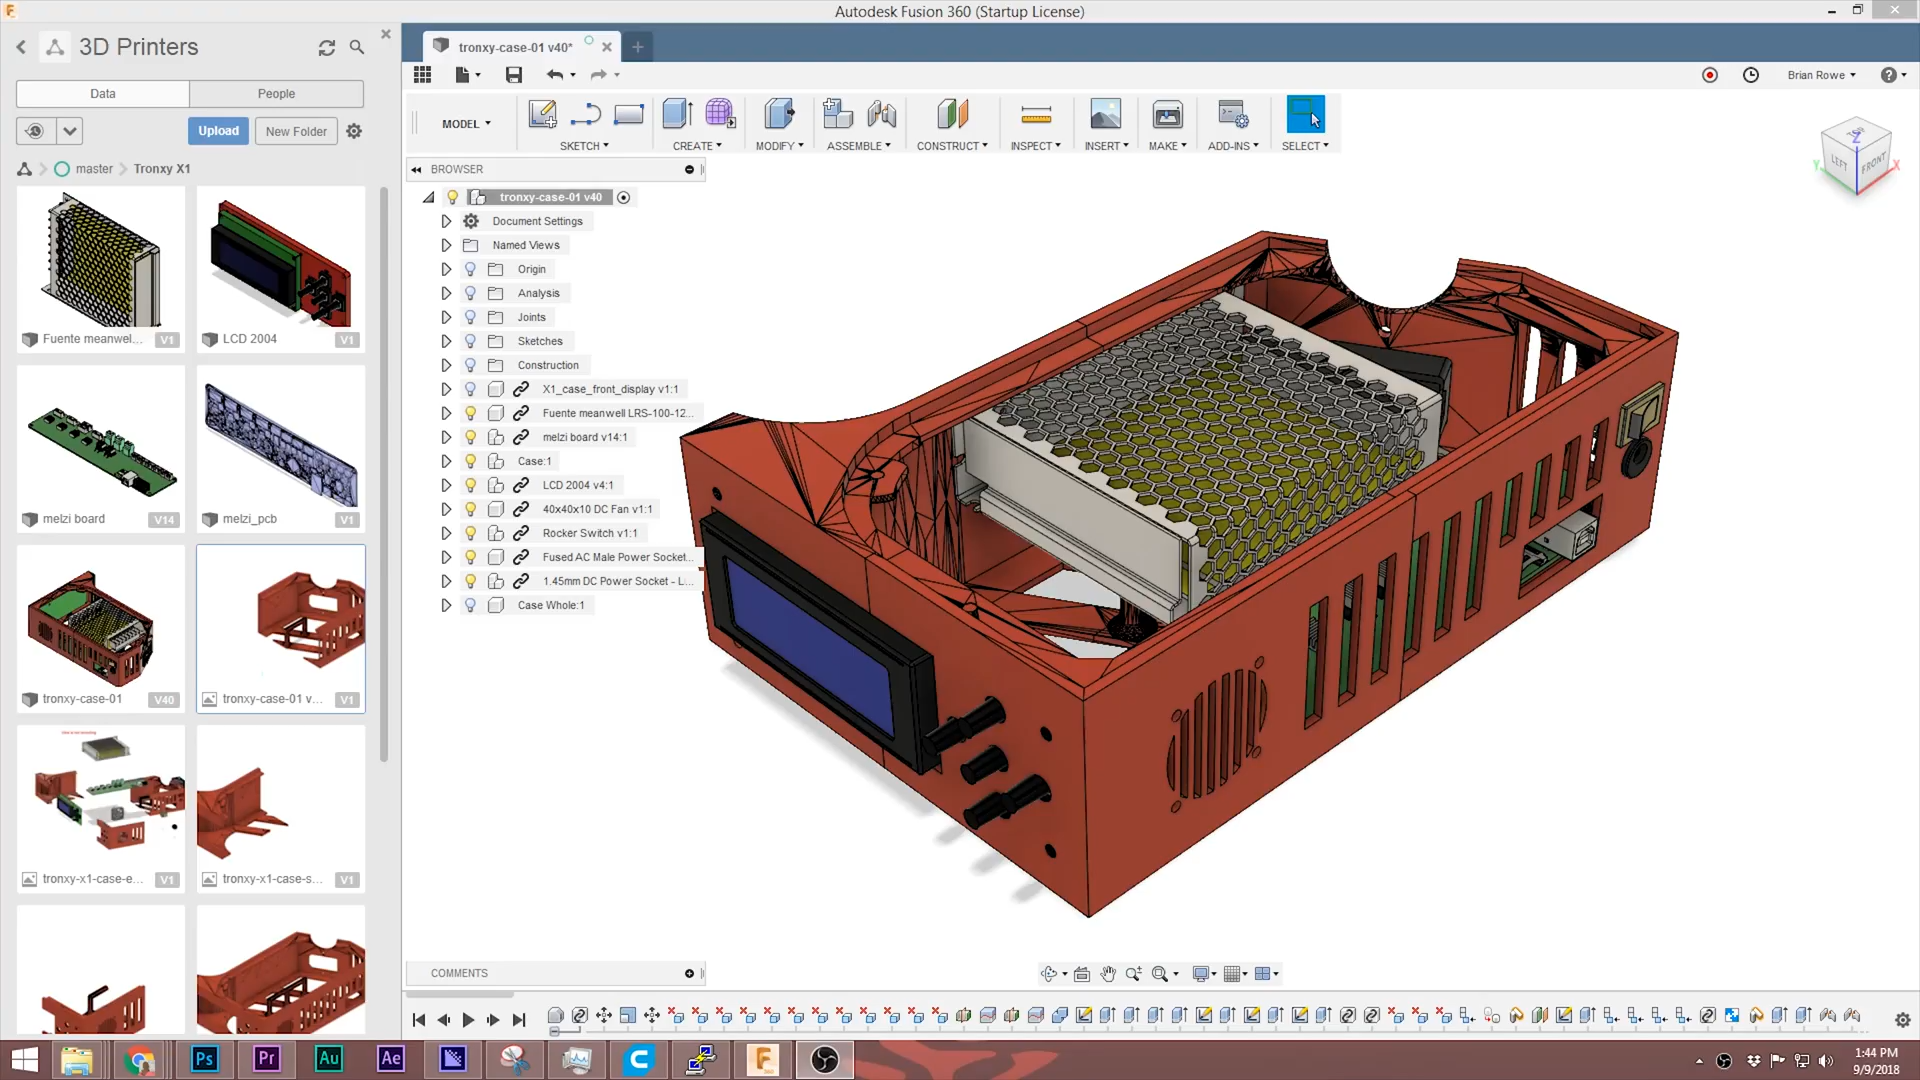 Autodesk Fusion 360 (Startup License)
3D Printers
tronxy-case-01 v40*
Brian Rowe
Data
People
MODEL
SKETCH
CREATE
MODIFY
ASSEMBLE
CONSTRUCT
INSPECT
INSERT
MAKE
ADD-INS
SELECT
Upload
New Folder
master
Tronxy X1
BROWSER
tronxy-case-01 v40
Document Settings
Named Views
Origin
Analysis
Joints
Sketches
Construction
X1_case_front_display v1:1
Fuente meanwell LRS-100-12...
melzi board v14:1
Case:1
LCD 2004 v4:1
40x40x10 DC Fan v1:1
Rocker Switch v1:1
Fused AC Male Power Socket...
1.45mm DC Power Socket - L...
Case Whole:1
Z
LEFT
FRONT
Y
X
Fuente meanwel... V1
LCD 2004 V1
melzi board V14
melzi_pcb V1
tronxy-case-01 V40
tronxy-case-01 v... V1
tronxy-x1-case-e... V1
tronxy-x1-case-s... V1
COMMENTS
Ps
Pr
Au
Ae
C
F
1:44 PM
9/9/2018